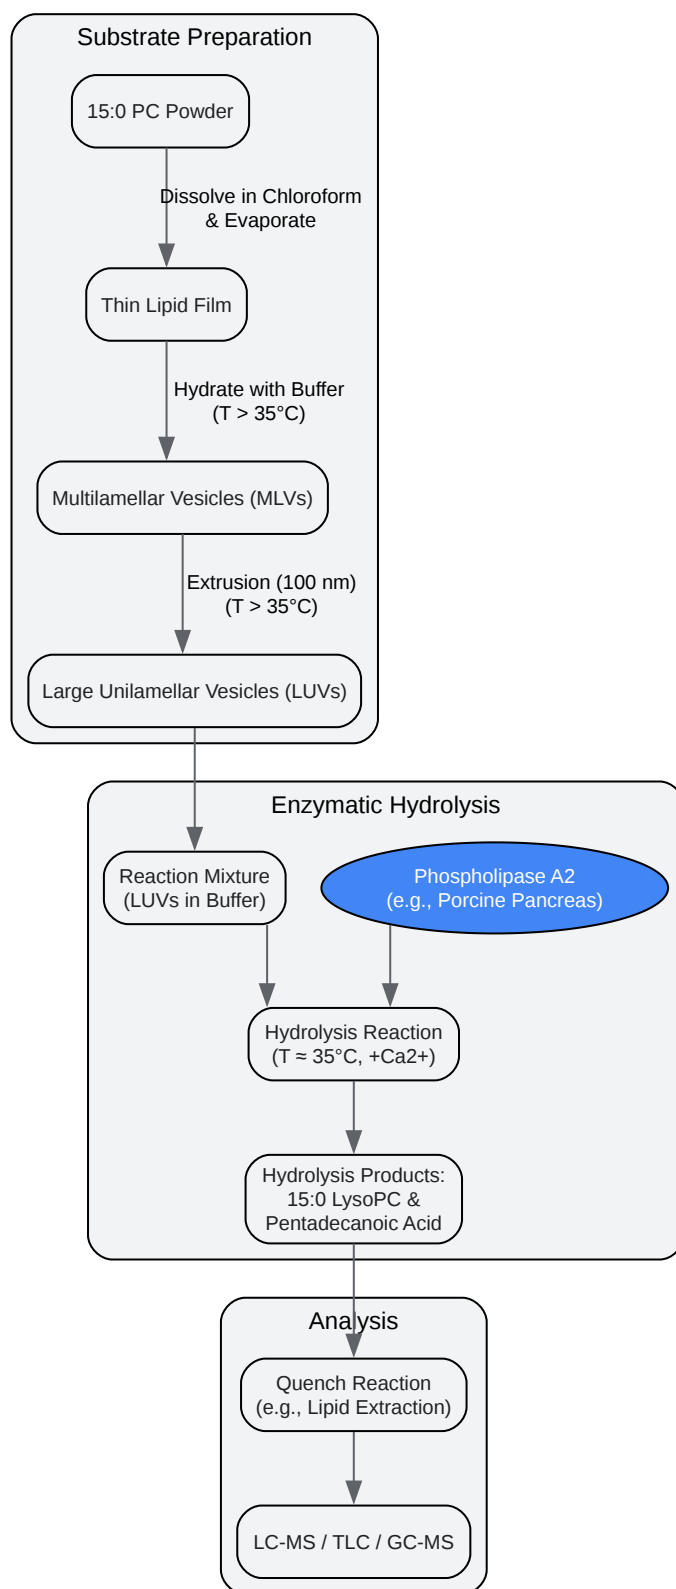 Substrate Preparation
15:0 PC Powder
Dissolve in Chloroform
& Evaporate
Thin Lipid Film
Hydrate with Buffer
(T > 35°C)
Multilamellar Vesicles (MLVs)
Extrusion (100 nm)
(T > 35°C)
Large Unilamellar Vesicles (LUVs)
Enzymatic Hydrolysis
Reaction Mixture
(LUVs in Buffer)
Phospholipase A2
(e.g., Porcine Pancreas)
Hydrolysis Reaction
(T ≈ 35°C, +Ca2+)
Hydrolysis Products:
15:0 LysoPC &
Pentadecanoic Acid
Analysis
Quench Reaction
(e.g., Lipid Extraction)
LC-MS / TLC / GC-MS